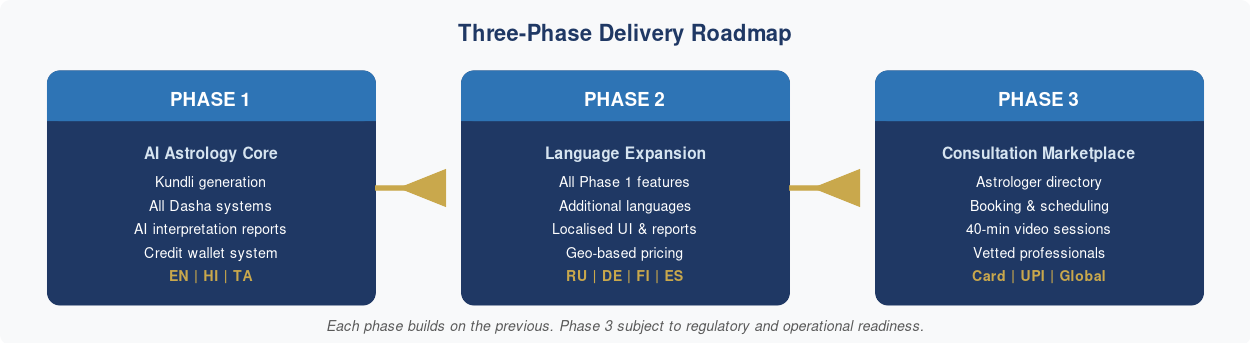 Three-Phase Delivery Roadmap
PHASE 1
AI Astrology Core
Kundli generation
All Dasha systems
AI interpretation reports
Credit wallet system
EN | HI | TA
PHASE 2
Language Expansion
All Phase 1 features
Additional languages
Localised UI & reports
Geo-based pricing
RU | DE | FI | ES
PHASE 3
Consultation Marketplace
Astrologer directory
Booking & scheduling
40-min video sessions
Vetted professionals
Card | UPI | Global
Each phase builds on the previous. Phase 3 subject to regulatory and operational readiness.